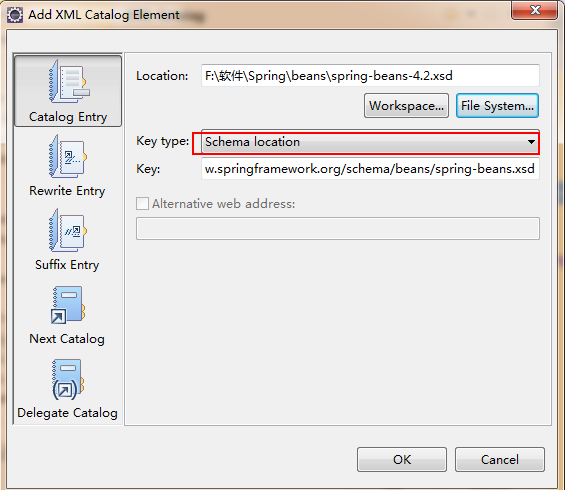 Add XML Catalog Element
Catalog Entry
Rewrite Entry
Suffix Entry
Next Catalog
Delegate Catalog
Location: F:\软件\Spring\beans\spring-beans-4.2.xsd
Workspace... File System...
Key type: Schema location
Key: w.springframework.org/schema/beans/spring-beans.xsd
Alternative web address:
OK Cancel